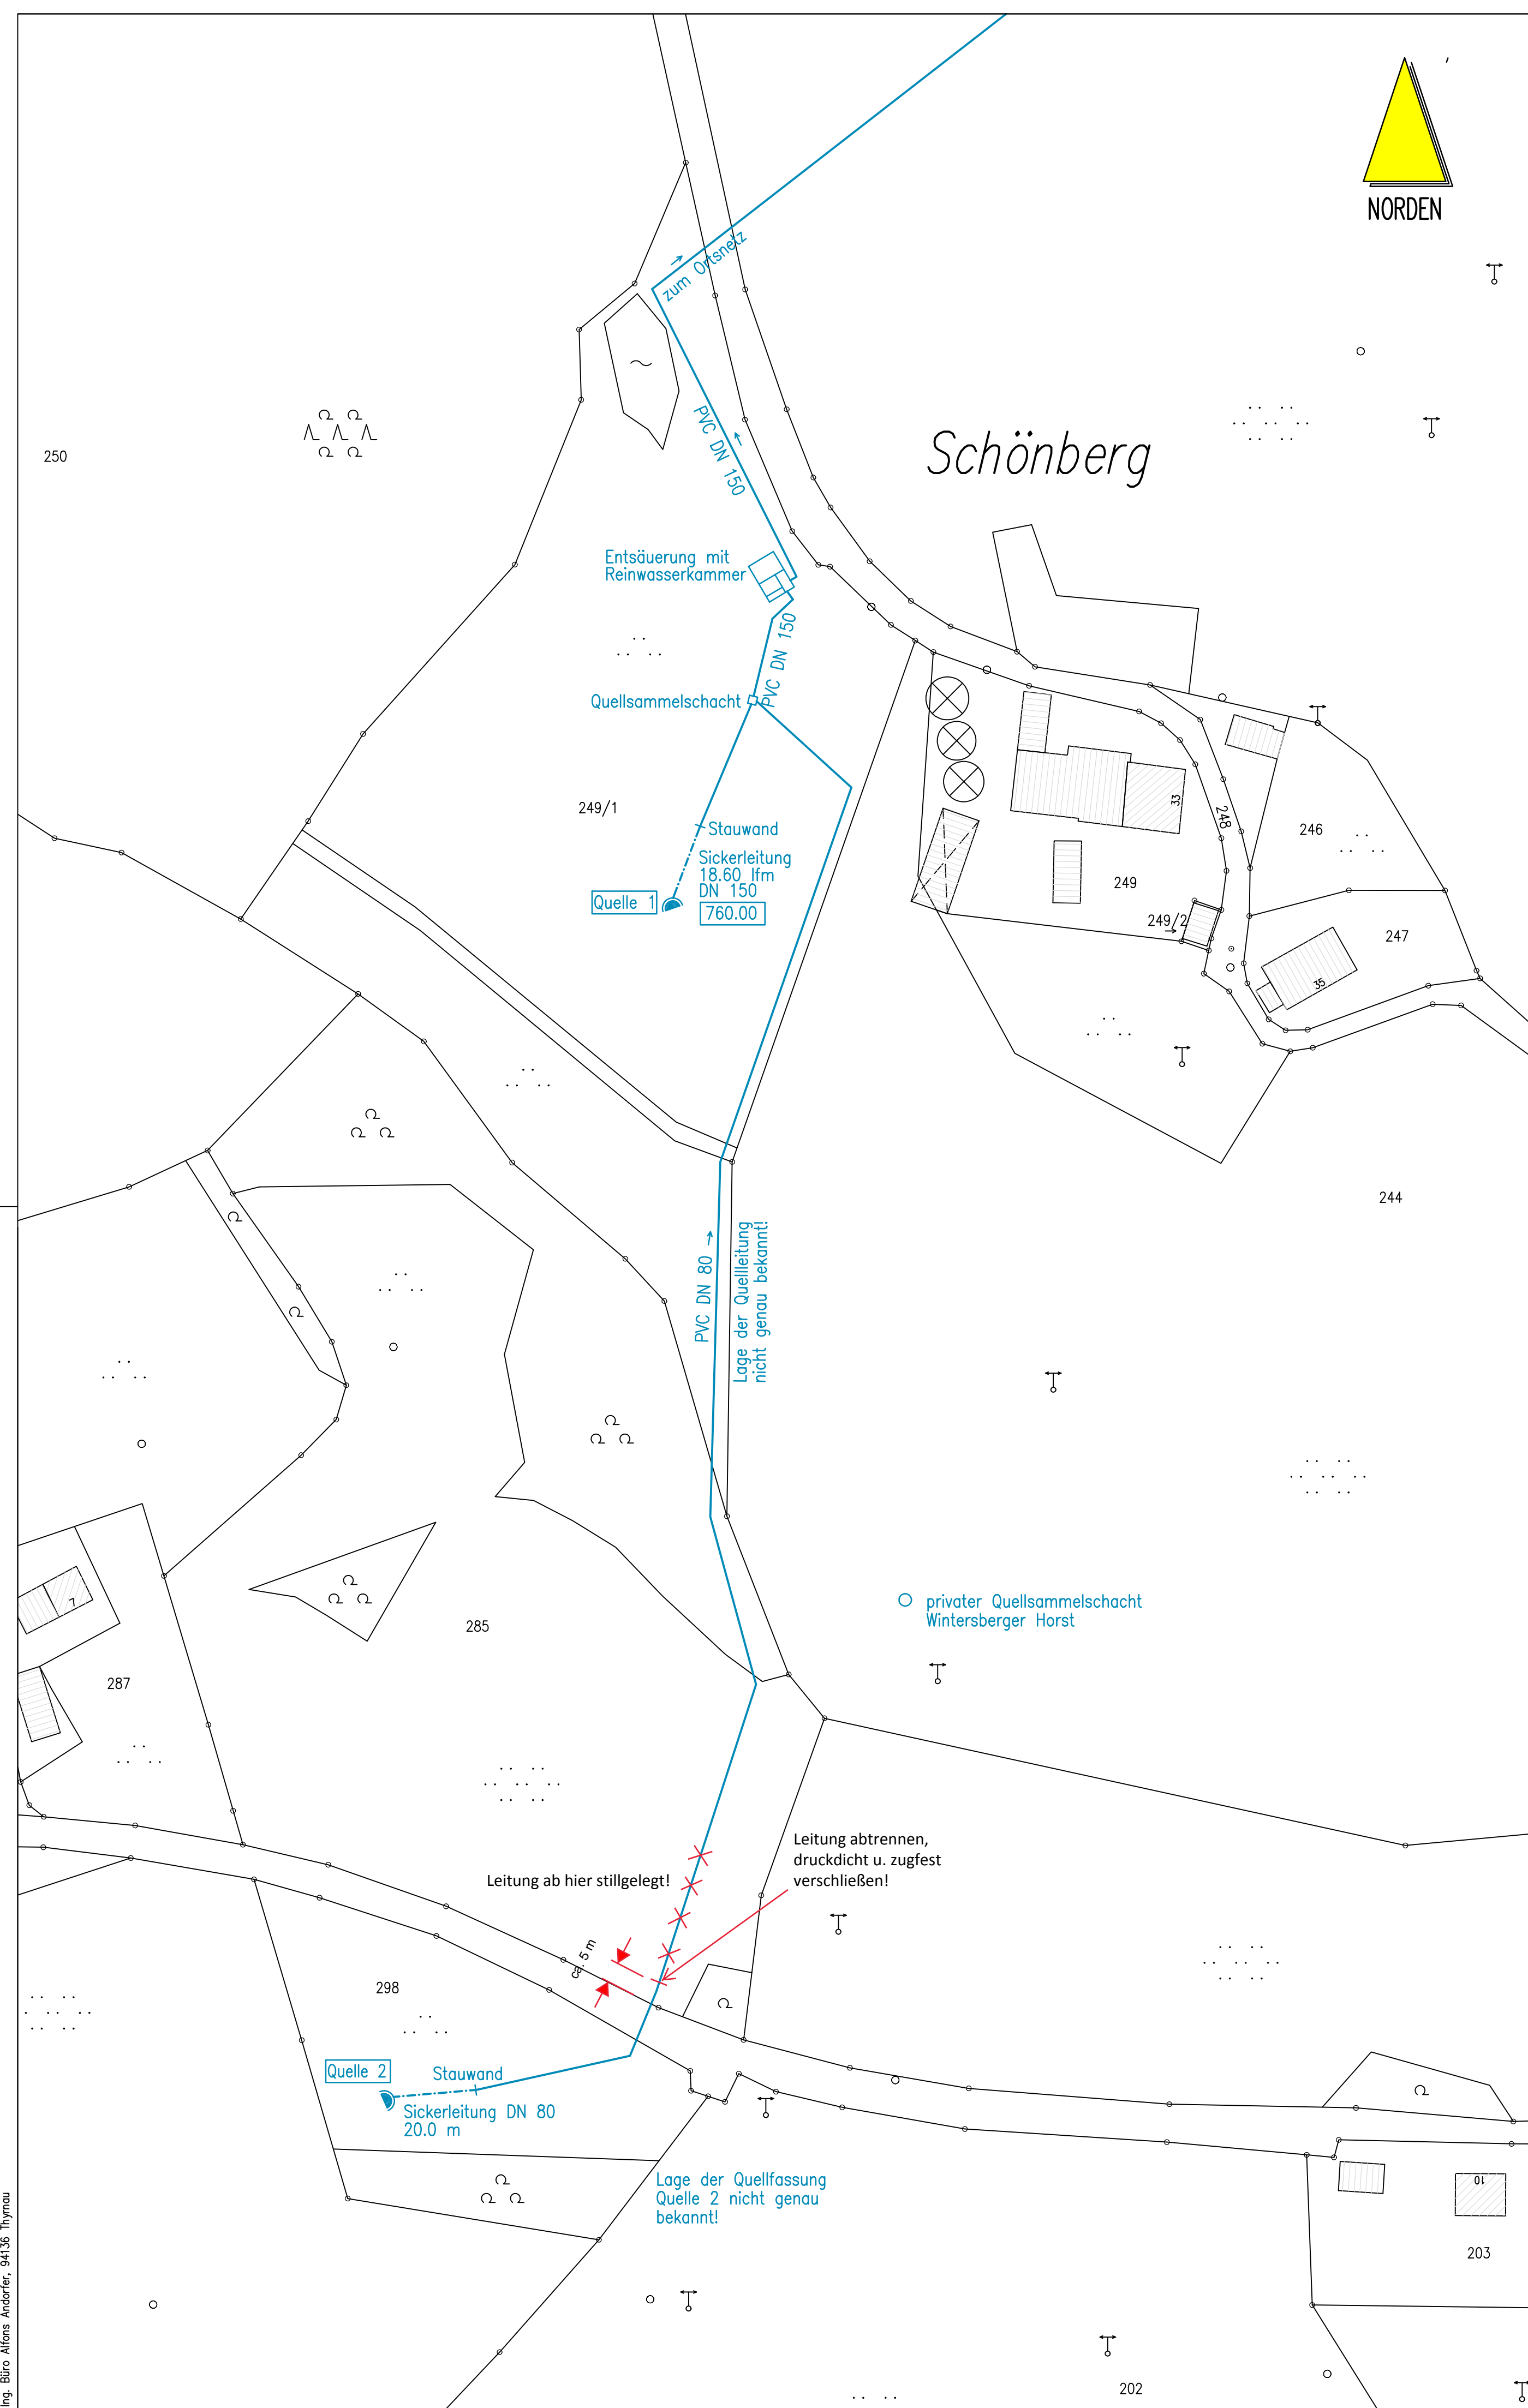 NORDEN
zum Ortsnetz
250
PVC DN 150
Schönberg
Entsäuerung mit
Reinwasserkammer
PVC DN 150
Quellsammelschacht
249/1
Stauwand
Sickerleitung
18.60 lfm
DN 150
760.00
Quelle 1
33
248
246
249
249/2
247
35
244
PVC DN 80
Lage der Quelleitung
nicht genau bekannt!
7
285
287
privater Quellsammelschacht
Wintersberger Horst
Leitung abtrennen,
druckdicht u. zugfest
verschließen!
Leitung ab hier stillgelegt!
ca. 5 m
298
Quelle 2
Stauwand
Sickerleitung DN 80
20.0 m
Lage der Quellfassung
Quelle 2 nicht genau
bekannt!
10
203
202
Ing. Büro Alfons Andorfer, 94136 Thyrnau